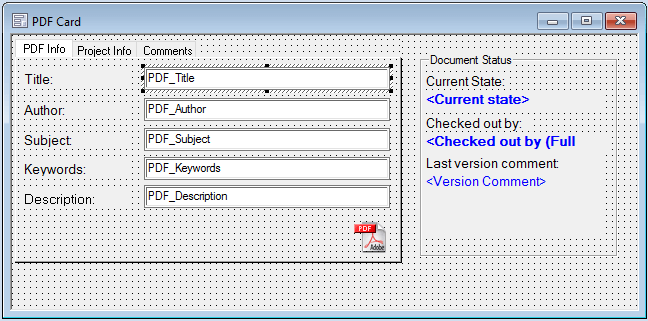 PDF Card
PDF Info Project Info Comments
Title: PDF_Title
Author: PDF_Author
Subject: PDF_Subject
Keywords: PDF_Keywords
Description: PDF_Description
PDF
Adobe
Document Status
Current State:
<Current state>
Checked out by:
<Checked out by (Full
Last version comment:
<Version Comment>